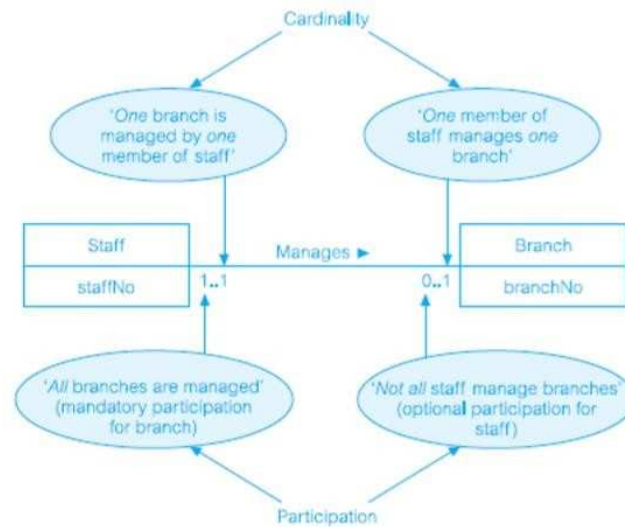 Cardinality
'One branch is
managed by one
member of staff'
'One member of
staff manages one
branch'
Staff
Manages ►
Branch
staffNo
1..1
0..1
branchNo
'All branches are managed'
(mandatory participation
for branch)
'Not all staff manage branches'
(optional participation for
staff)
Participation